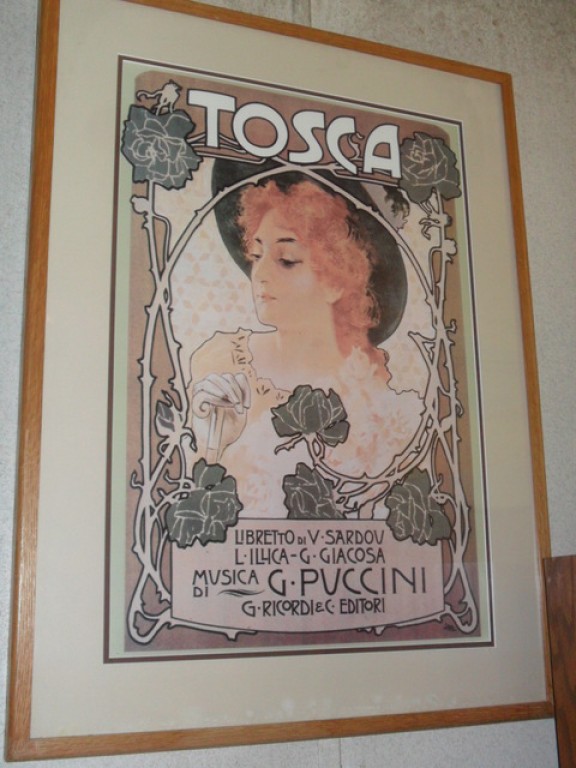 TOSCA
LIBRETTO DI V. SARDOU
L. ILLICA - G. GIACOSA
MUSICA DI G. PUCCINI
G. RICORDI & C. EDITORI